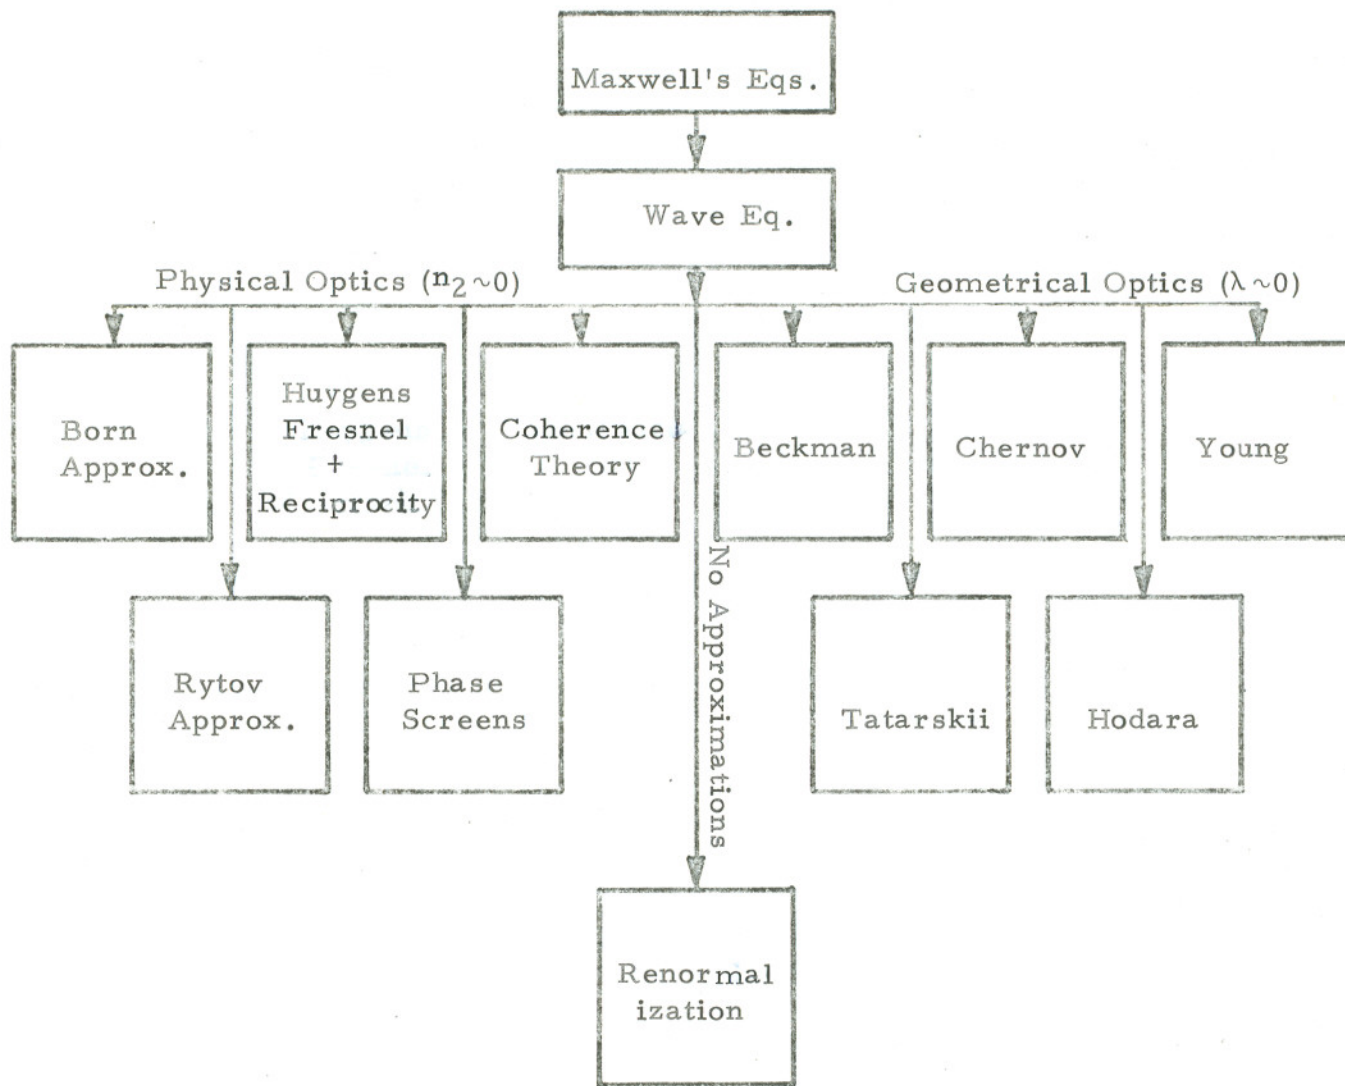 Maxwell's Eqs.
Wave Eq.
Physical Optics (n₂~0)
Geometrical Optics (λ~0)
Born
Approx.
Huygens
Fresnel
+
Reciprocity
Coherence
Theory
Beckman
Chernov
Young
Rytov
Approx.
Phase
Screens
No Approximations
Tatarskii
Hodara
Renormal
ization